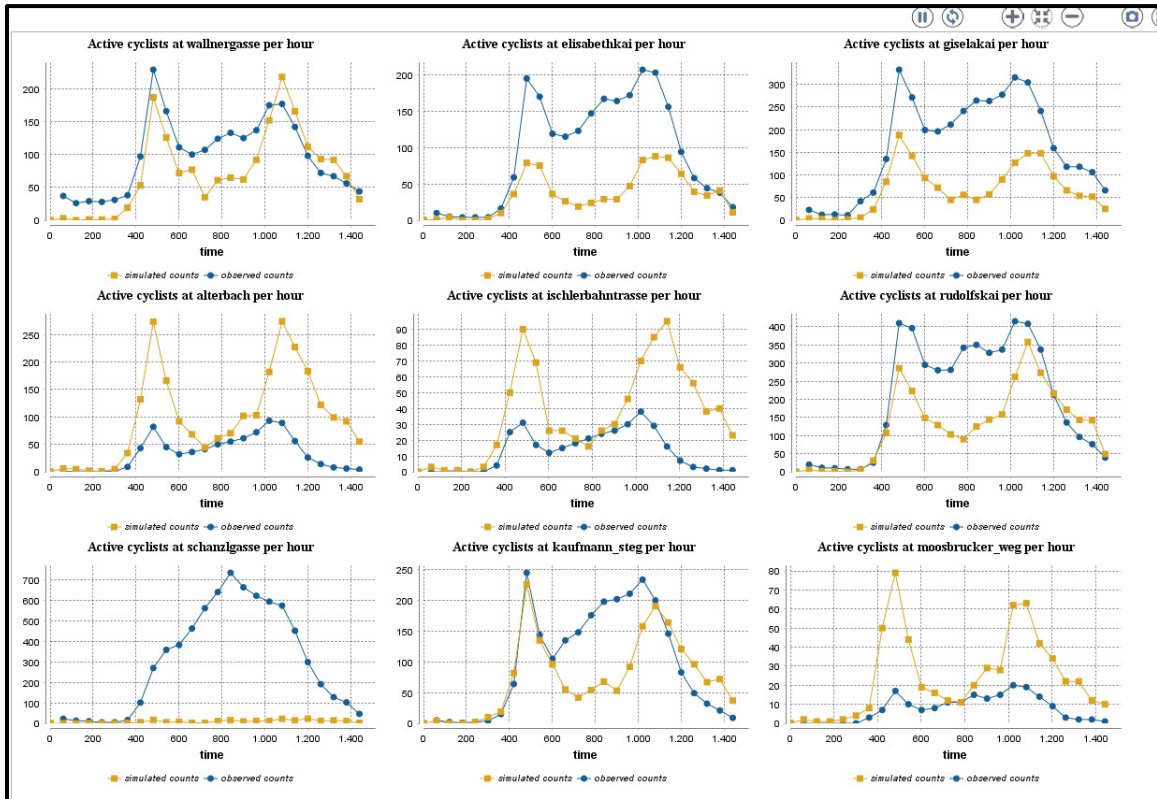 Active cyclists at wallnergasse per hour
200
150
100
50
0
0 200 400 600 800 1.000 1.200 1.400
time
simulated counts observed counts
Active cyclists at elisabethkai per hour
200
150
100
50
0
0 200 400 600 800 1.000 1.200 1.400
time
simulated counts observed counts
Active cyclists at giselakai per hour
300
250
200
150
100
50
0
0 200 400 600 800 1.000 1.200 1.400
time
simulated counts observed counts
Active cyclists at alterbach per hour
250
200
150
100
50
0
0 200 400 600 800 1.000 1.200 1.400
time
simulated counts observed counts
Active cyclists at ischlerbahntrasse per hour
90
80
70
60
50
40
30
20
10
0
0 200 400 600 800 1.000 1.200 1.400
time
simulated counts observed counts
Active cyclists at rudolfskai per hour
400
350
300
250
200
150
100
50
0
0 200 400 600 800 1.000 1.200 1.400
time
simulated counts observed counts
Active cyclists at schanzlgasse per hour
700
600
500
400
300
200
100
0
0 200 400 600 800 1.000 1.200 1.400
time
simulated counts observed counts
Active cyclists at kaufmann_steg per hour
250
200
150
100
50
0
0 200 400 600 800 1.000 1.200 1.400
time
simulated counts observed counts
Active cyclists at moosbrucker_weg per hour
80
70
60
50
40
30
20
10
0
0 200 400 600 800 1.000 1.200 1.400
time
simulated counts observed counts